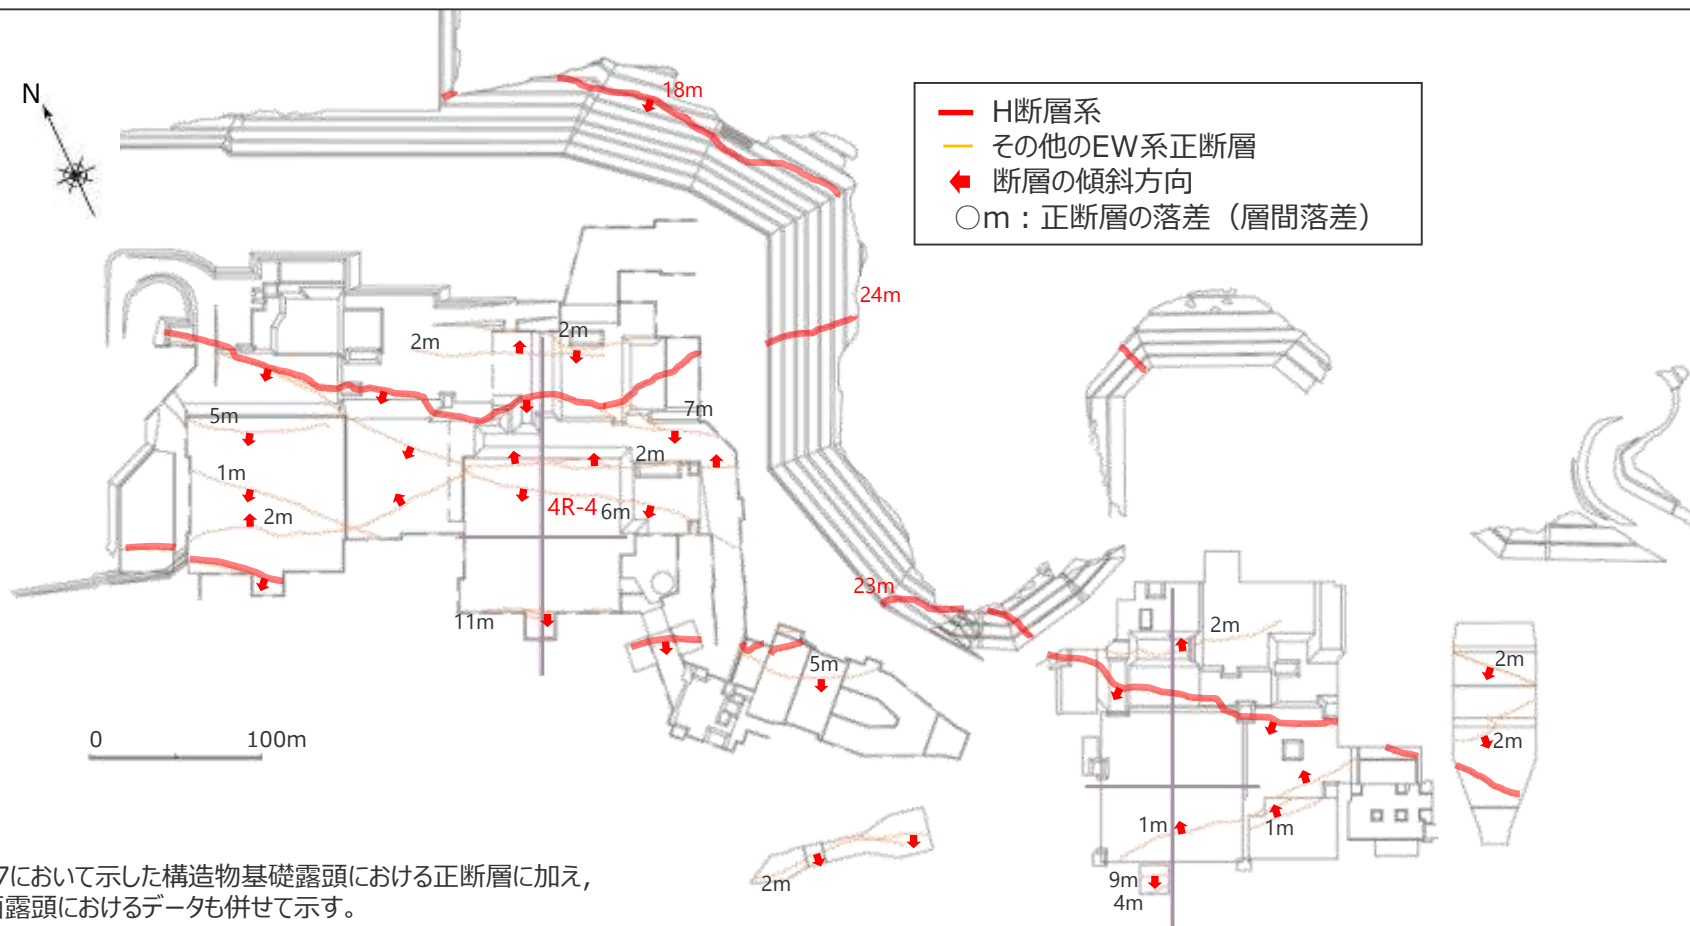 18m
N
H断層系
その他のEW系正断層
断層の傾斜方向
○m：正断層の落差（層間落差）
24m
2m
2m
5m
7m
1m
2m
2m
4R-4
6m
11m
23m
5m
2m
2m
2m
0 100m
1m
1m
2m
9m
4m
7において示した構造物基礎露頭における正断層に加え，
露頭におけるデータも併せて示す。